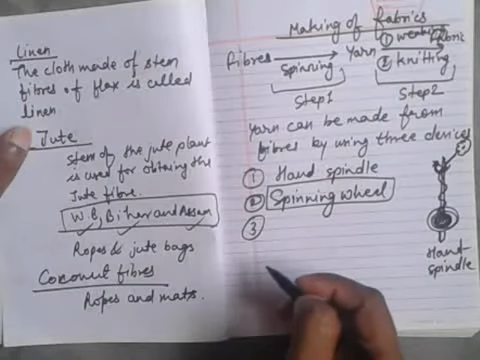 Linen
The cloth made of stem
fibres of flax is called
linen
Jute
stem of the jute plant
is used for obtaining the
Jute fibre.
W.B, Bihar and Assam
Ropes & jute bags
Coconut fibres
Ropes and mats.
Making of fabrics
Fibres → Yarn ① weaving fabric
Spinning ② knitting
Step1 Step2
Yarn can be made from
fibres by using three devices
① Hand spindle
② Spinning wheel
③
Hand-
spindle